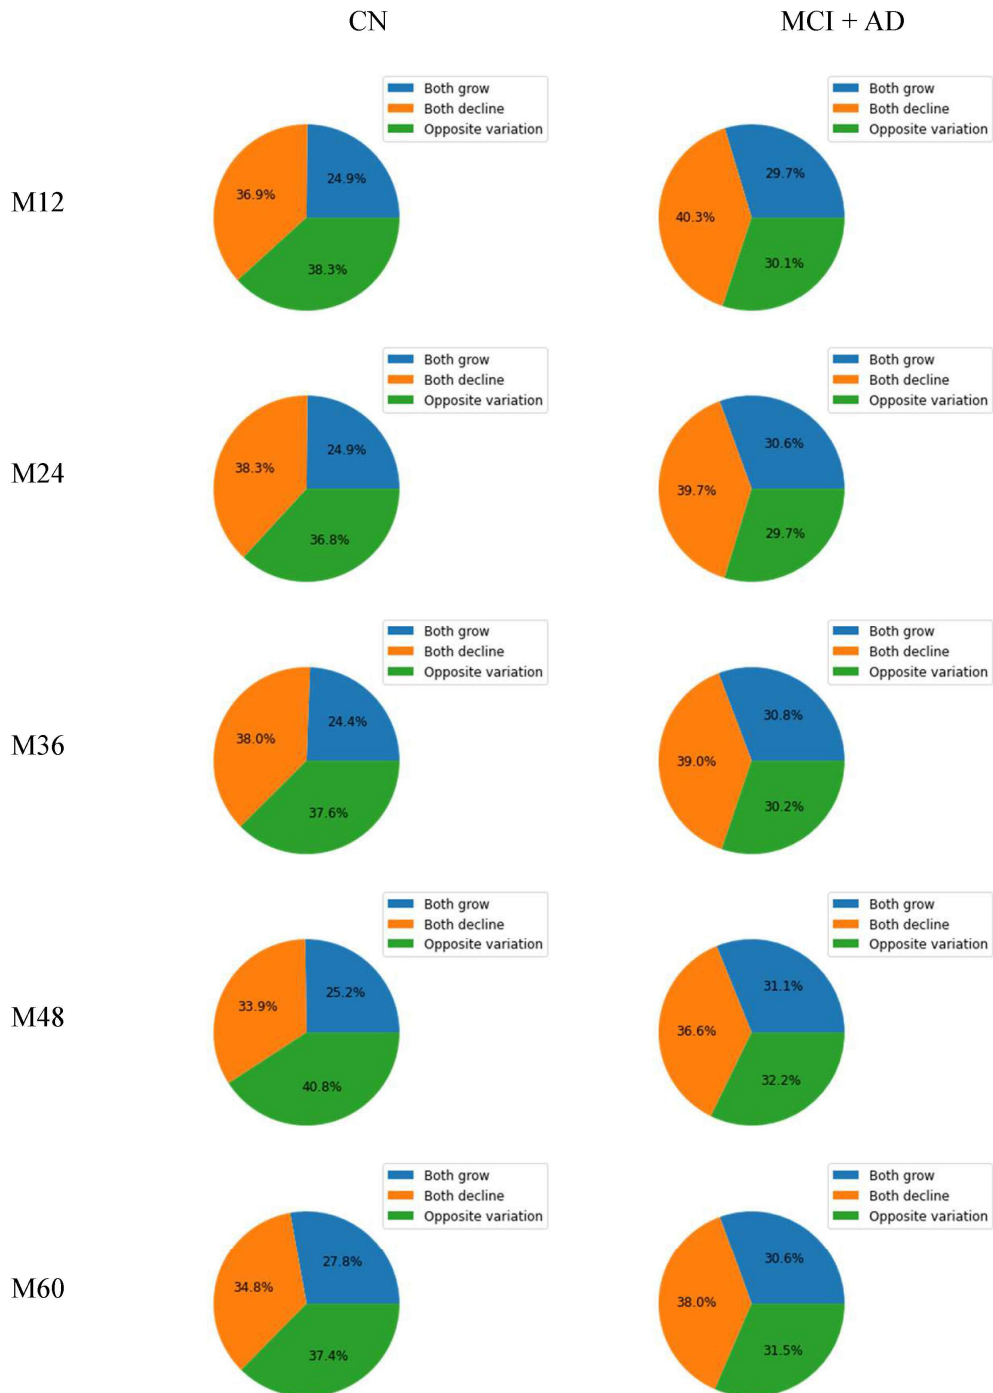 CN
MCI + AD
M12
Both grow
Both decline
Opposite variation
36.9%
24.9%
38.3%
Both grow
Both decline
Opposite variation
40.3%
29.7%
30.1%
M24
Both grow
Both decline
Opposite variation
38.3%
24.9%
36.8%
Both grow
Both decline
Opposite variation
39.7%
30.6%
29.7%
M36
Both grow
Both decline
Opposite variation
38.0%
24.4%
37.6%
Both grow
Both decline
Opposite variation
39.0%
30.8%
30.2%
M48
Both grow
Both decline
Opposite variation
33.9%
25.2%
40.8%
Both grow
Both decline
Opposite variation
36.6%
31.1%
32.2%
M60
Both grow
Both decline
Opposite variation
34.8%
27.8%
37.4%
Both grow
Both decline
Opposite variation
38.0%
30.6%
31.5%